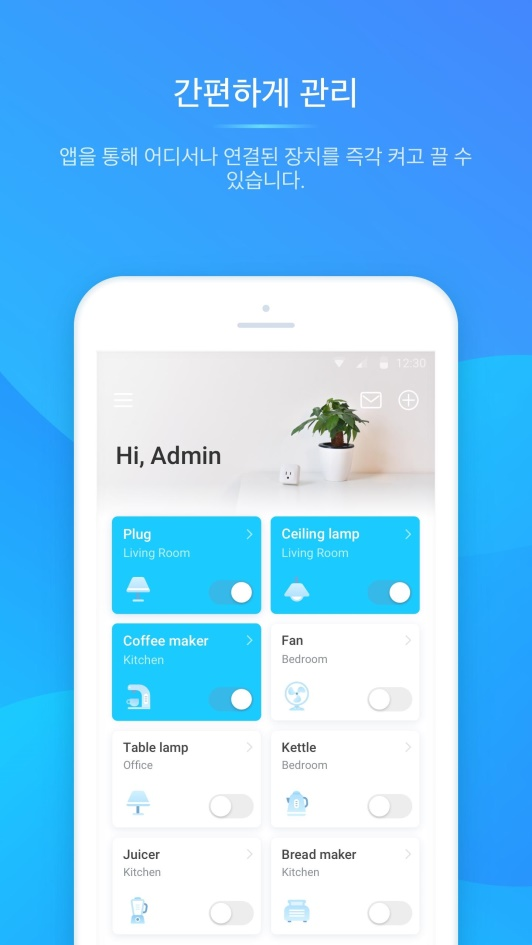 간편하게 관리
앱을 통해 어디서나 연결된 장치를 즉각 켜고 끌 수
있습니다.
12:30
Hi, Admin
Plug
Living Room
Ceiling lamp
Living Room
Coffee maker
Kitchen
Fan
Bedroom
Table lamp
Office
Kettle
Bedroom
Juicer
Kitchen
Bread maker
Kitchen